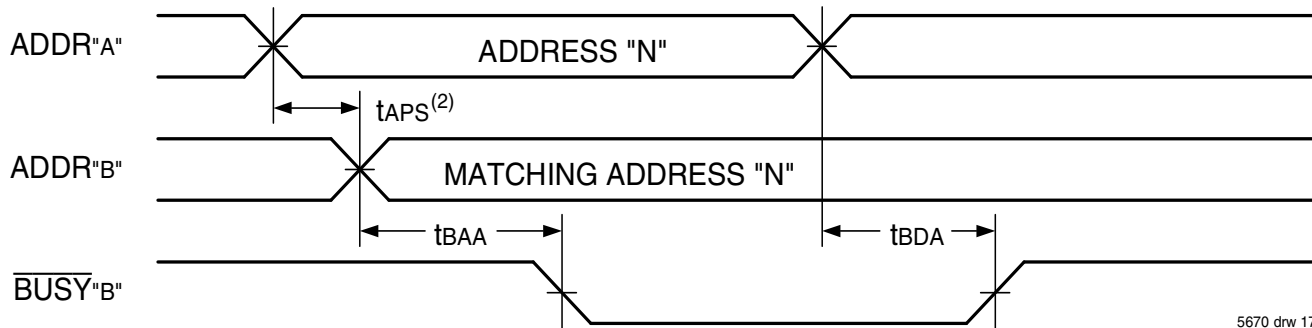 ADDR"A"
ADDRESS "N"
tAPS(2)
ADDR"B"
MATCHING ADDRESS "N"
tBAA
tBDA
BUSY"B"
5670 drw 17